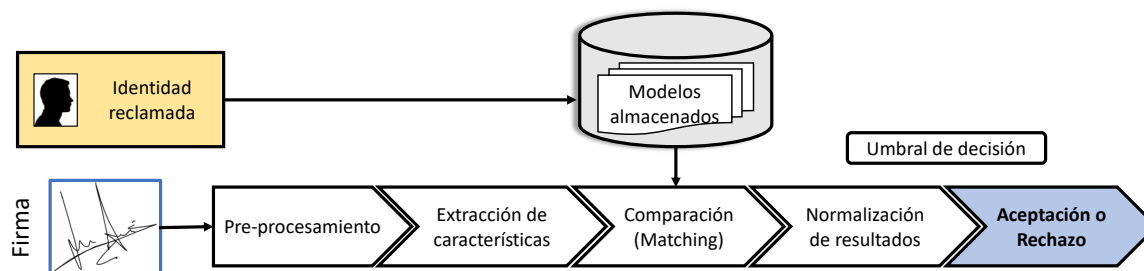 Identidad
reclamada
Modelos
almacenados
Umbral de decisión
Firma
Pre-procesamiento
Extracción de
características
Comparación
(Matching)
Normalización
de resultados
Aceptación o
Rechazo